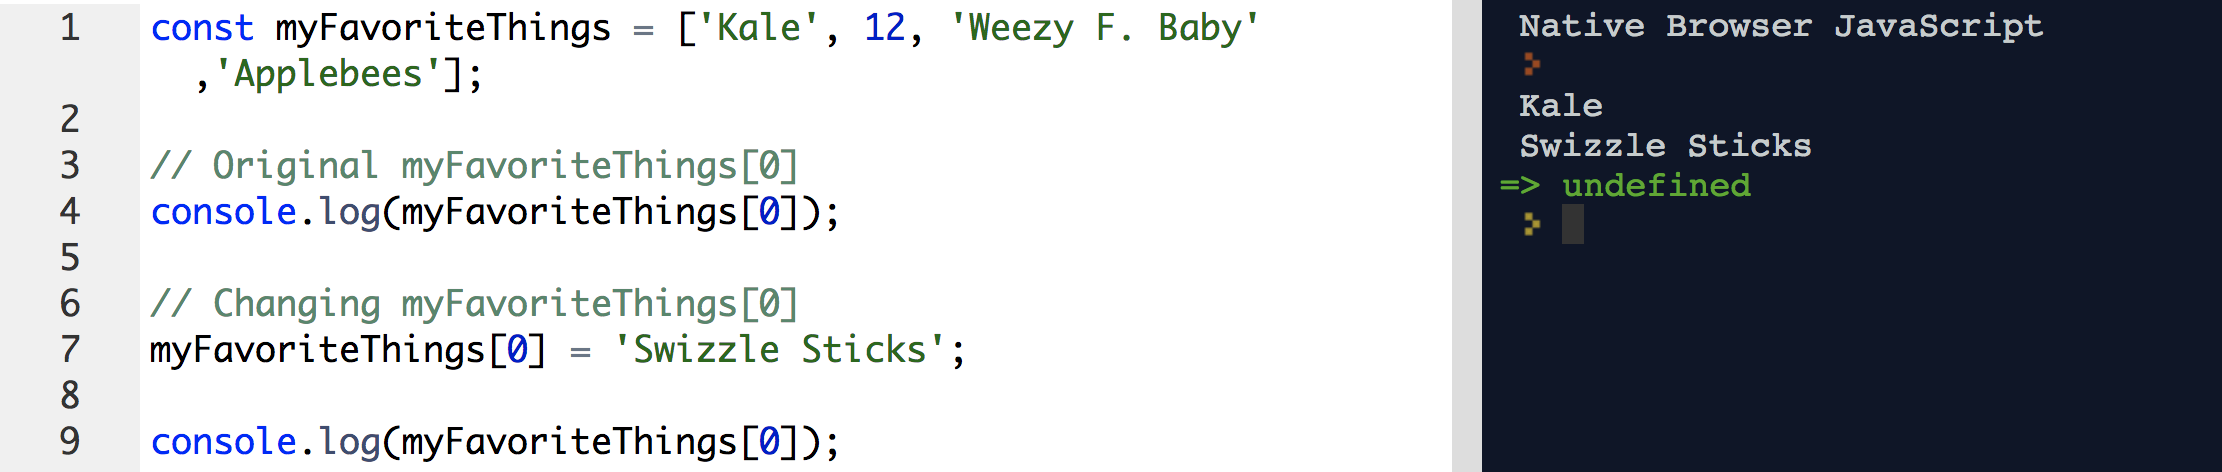 1 const myFavoriteThings = ['Kale', 12, 'Weezy F. Baby'
,'Applebees'];
2
3 // Original myFavoriteThings[0]
4 console.log(myFavoriteThings[0]);
5
6 // Changing myFavoriteThings[0]
7 myFavoriteThings[0] = 'Swizzle Sticks';
8
9 console.log(myFavoriteThings[0]);
Native Browser JavaScript
Kale
Swizzle Sticks
=> undefined